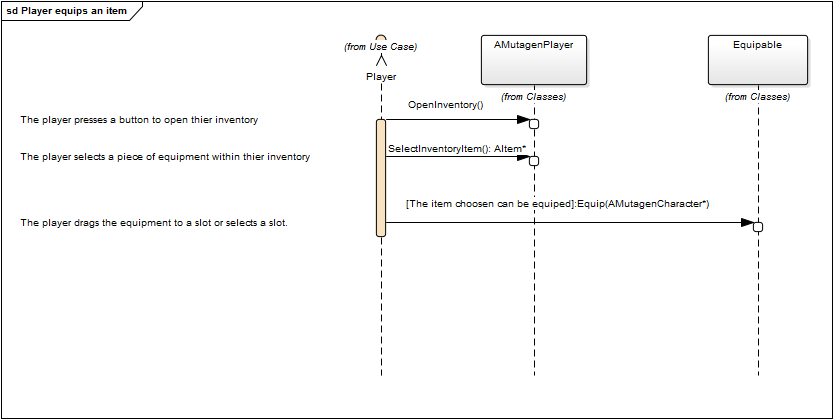 sd Player equips an item
(from Use Case)
Player
AMutagenPlayer
(from Classes)
Equipable
(from Classes)
OpenInventory()
The player presses a button to open thier inventory
SelectInventoryItem(): AItem*
The player selects a piece of equipment within thier inventory
[The item choosen can be equiped]:Equip(AMutagenCharacter*)
The player drags the equipment to a slot or selects a slot.